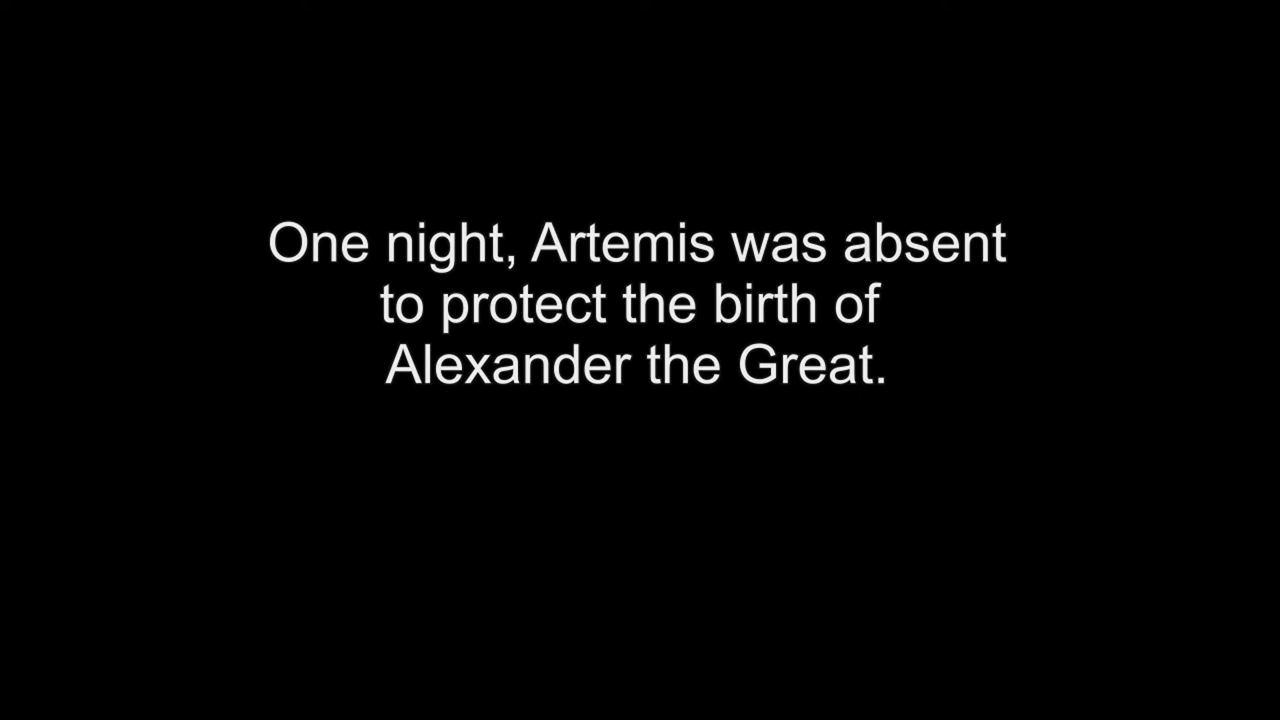 One night, Artemis was absent
to protect the birth of
Alexander the Great.